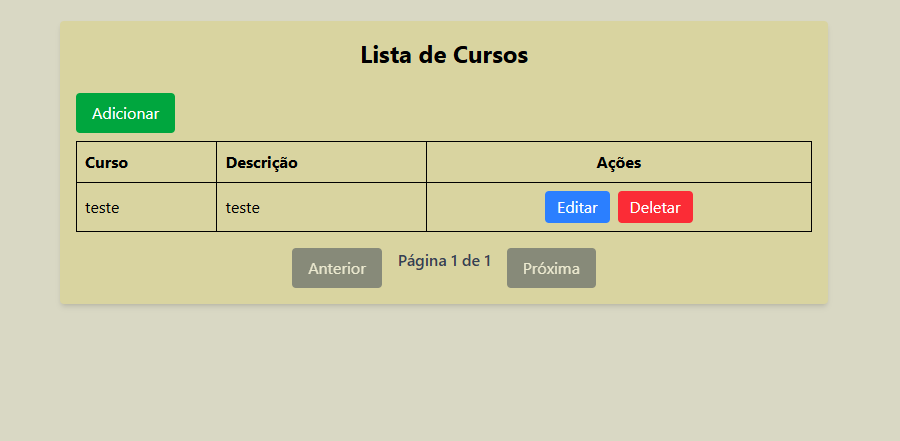 Lista de Cursos
Adicionar
Curso Descrição Ações
teste teste Editar Deletar
Anterior Página 1 de 1 Próxima